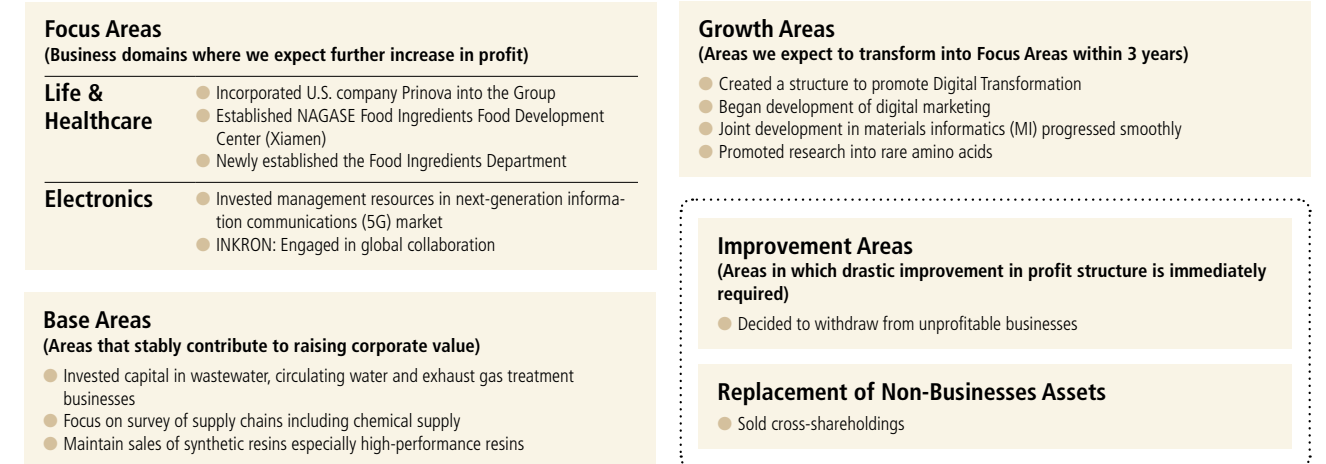 Focus Areas
(Business domains where we expect further increase in profit)
Life &
Healthcare
Incorporated U.S. company Prinova into the Group
Established NAGASE Food Ingredients Food Development
Center (Xiamen)
Newly established the Food Ingredients Department
Electronics
Invested management resources in next-generation informa-
tion communications (5G) market
INKRON: Engaged in global collaboration
Base Areas
(Areas that stably contribute to raising corporate value)
Invested capital in wastewater, circulating water and exhaust gas treatment
businesses
Focus on survey of supply chains including chemical supply
Maintain sales of synthetic resins especially high-performance resins
Growth Areas
(Areas we expect to transform into Focus Areas within 3 years)
Created a structure to promote Digital Transformation
Began development of digital marketing
Joint development in materials informatics (MI) progressed smoothly
Promoted research into rare amino acids
Improvement Areas
(Areas in which drastic improvement in profit structure is immediately
required)
Decided to withdraw from unprofitable businesses
Replacement of Non-Businesses Assets
Sold cross-shareholdings